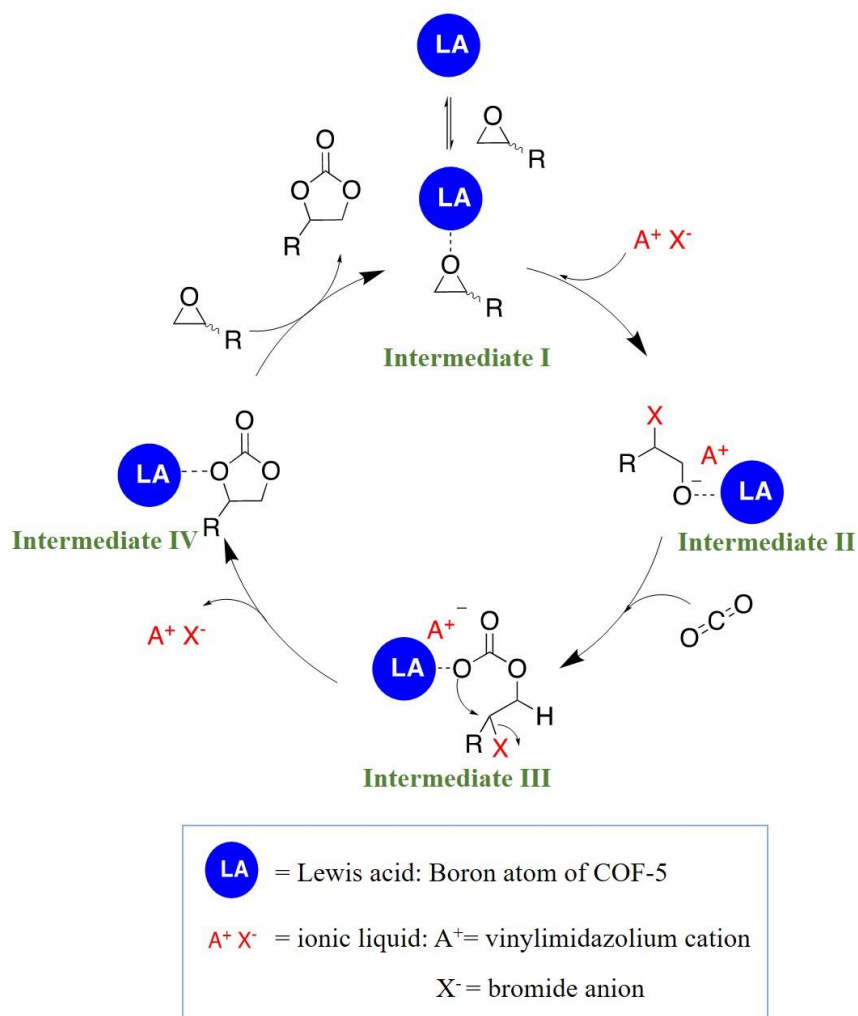 LA
O
R
O
O
O
R
LA
O
R
A⁺ X⁻
O
R
Intermediate I
O
LA
O
O
R
Intermediate IV
X
R
A⁺
O⁻
LA
Intermediate II
A⁺ X⁻
O=C=O
A⁺
O
⁻
LA
O
O
H
R
X
Intermediate III
LA = Lewis acid: Boron atom of COF-5
A⁺ X⁻ = ionic liquid: A⁺= vinylimidazolium cation
X⁻= bromide anion